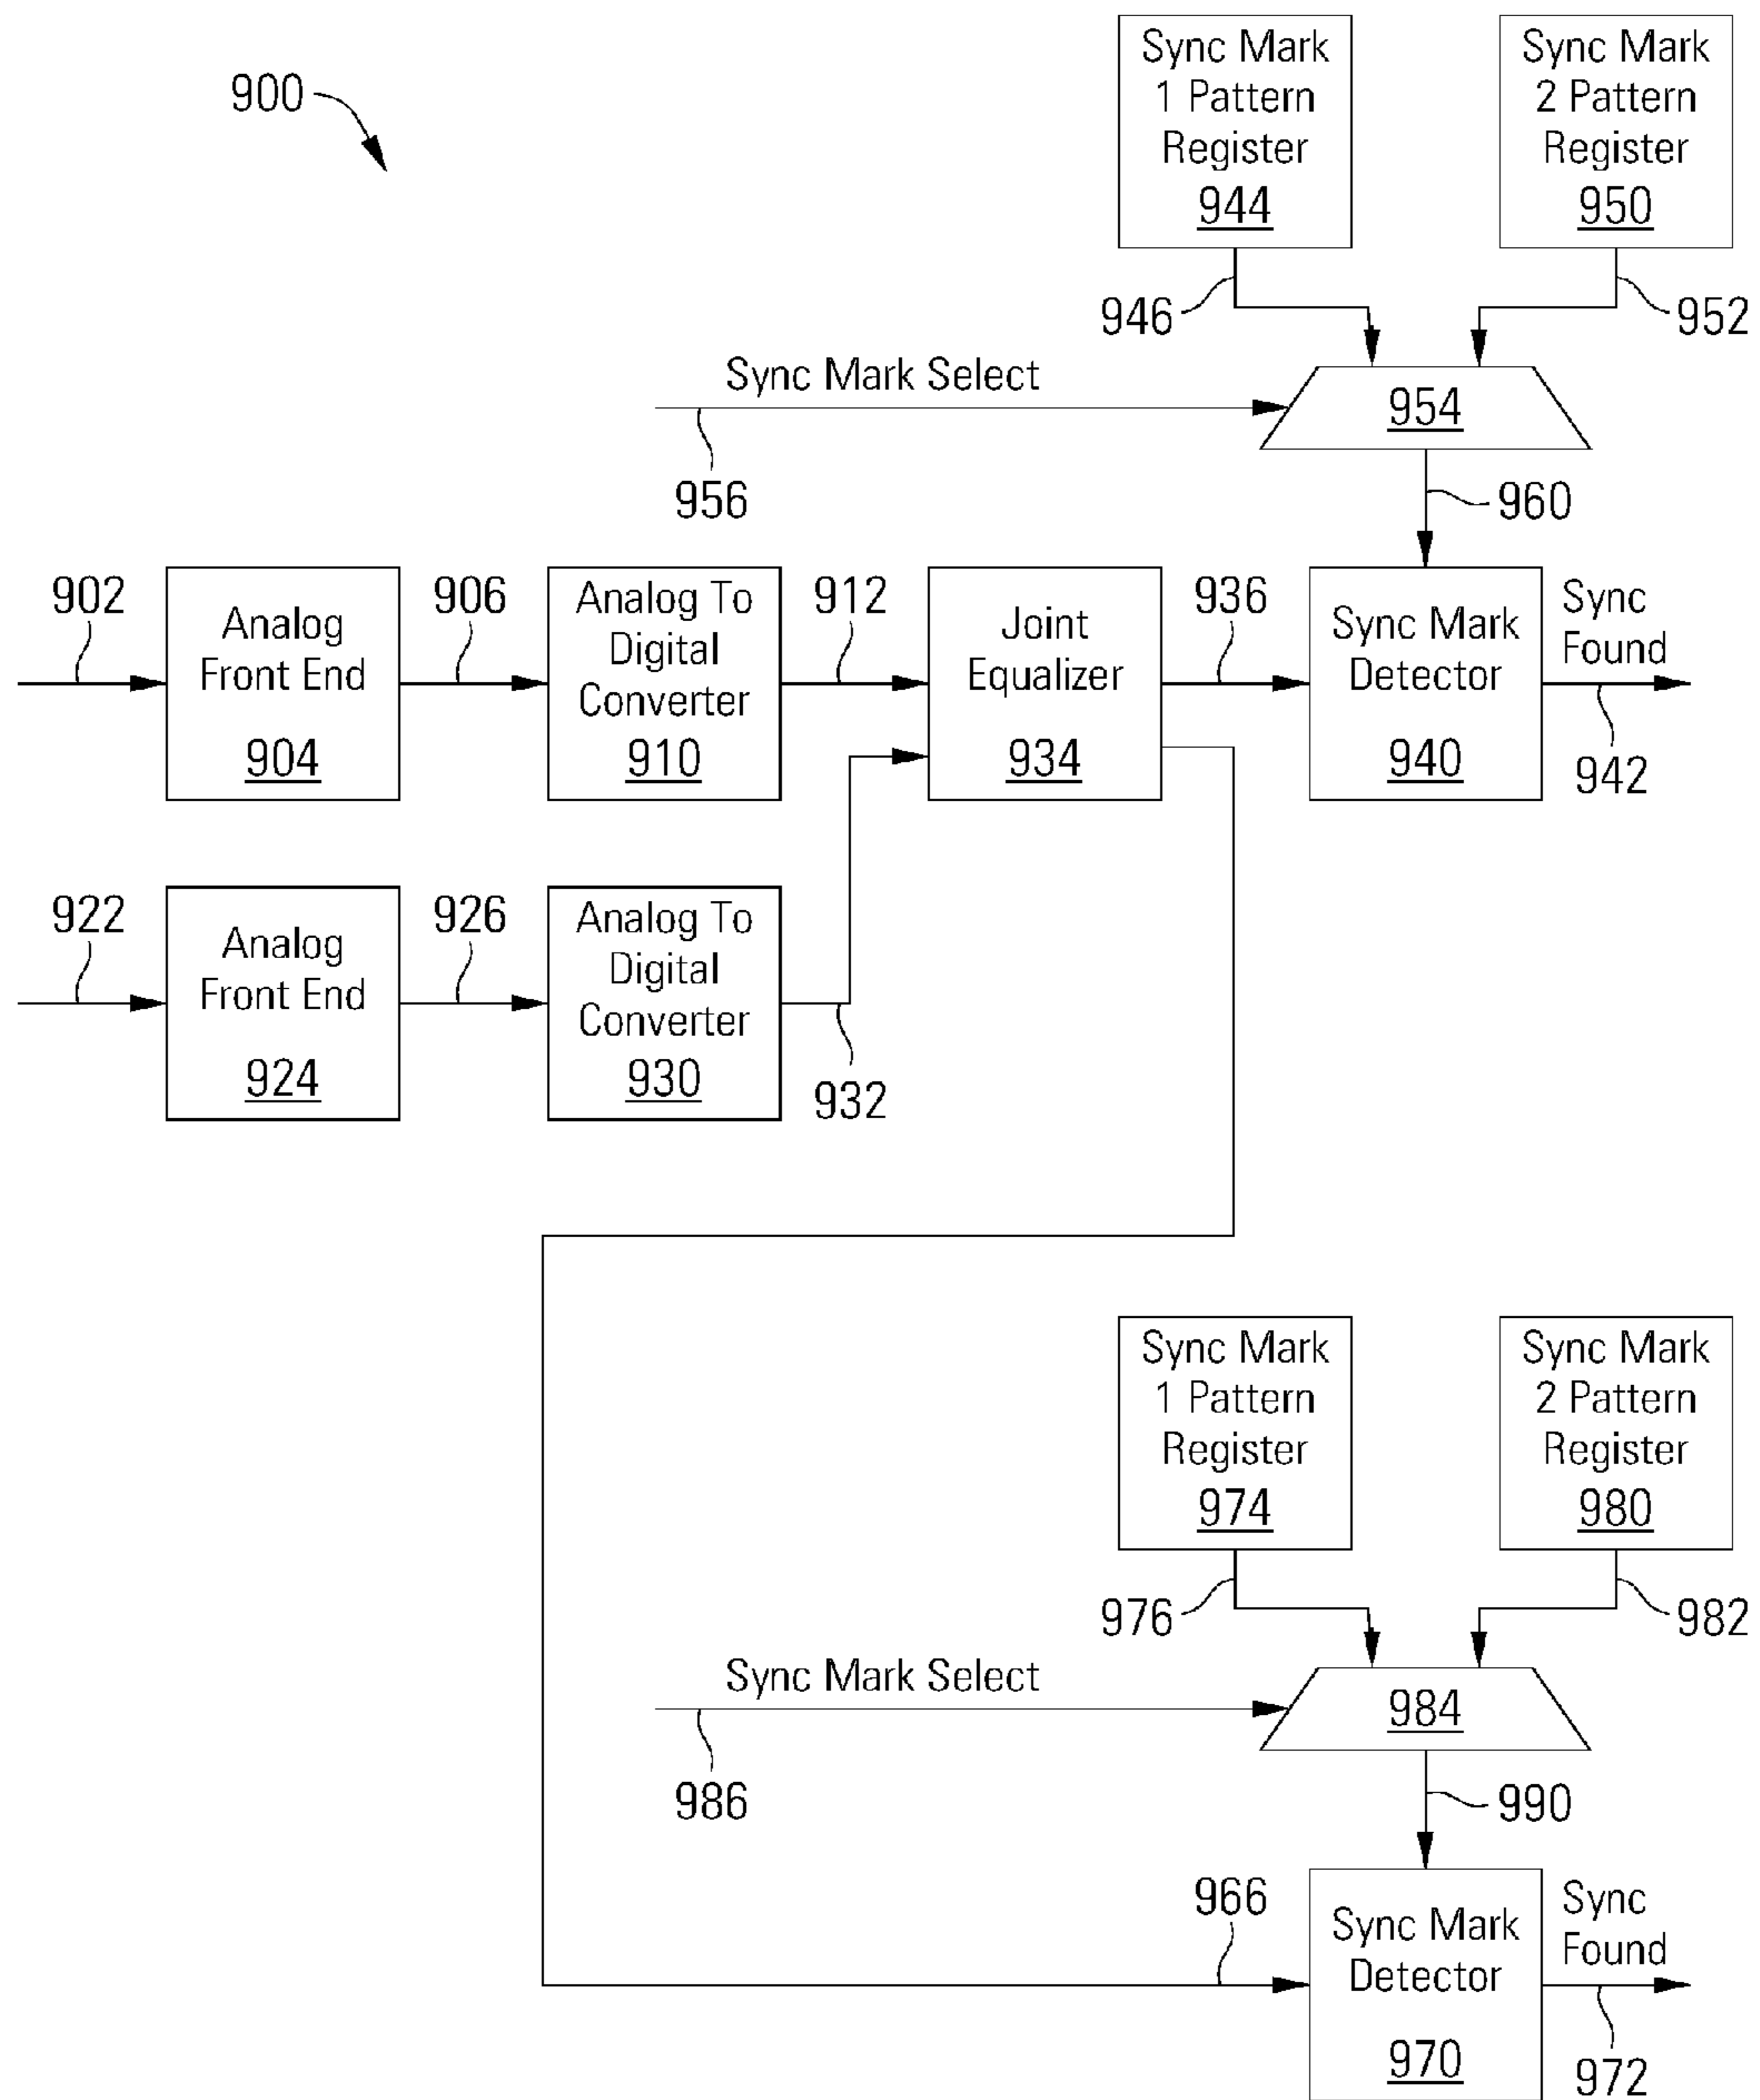 900
Sync Mark
1 Pattern
Register
944
Sync Mark
2 Pattern
Register
950
946
952
Sync Mark Select
954
956
960
902
Analog
Front End
904
906
Analog To
Digital
Converter
910
912
Joint
Equalizer
934
936
Sync Mark
Detector
940
Sync
Found
942
922
Analog
Front End
924
926
Analog To
Digital
Converter
930
932
Sync Mark
1 Pattern
Register
974
Sync Mark
2 Pattern
Register
980
976
982
Sync Mark Select
984
986
990
966
Sync Mark
Detector
970
Sync
Found
972